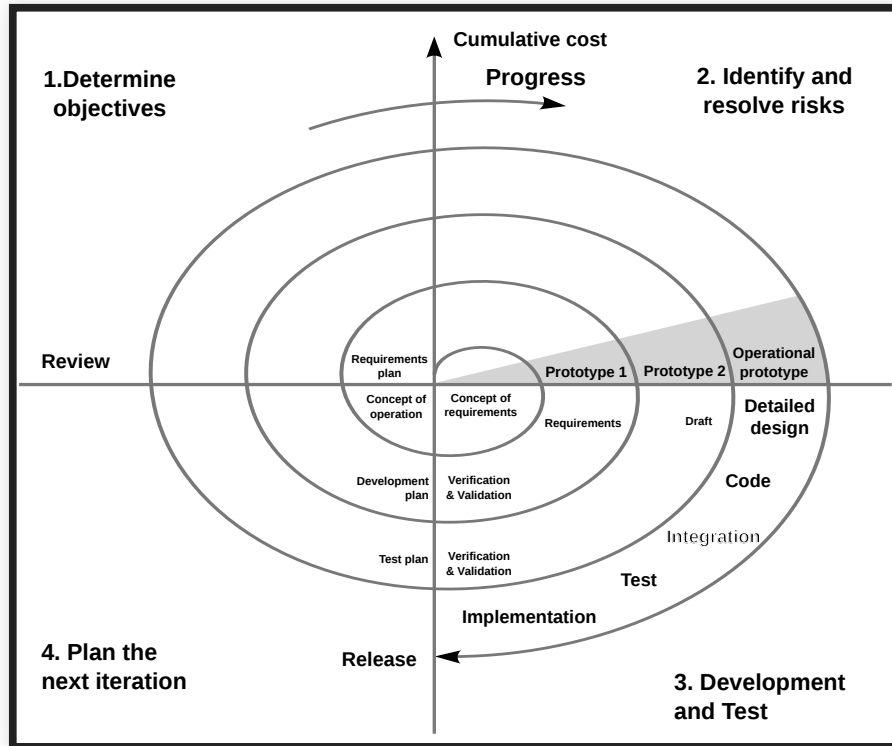 Cumulative cost
Progress
1.Determine
objectives
2. Identify and
resolve risks
Review
Requirements
plan
Prototype 1
Prototype 2
Operational
prototype
Concept of
operation
Concept of
requirements
Requirements
Draft
Detailed
design
Development
plan
Verification
& Validation
Code
Integration
Test plan
Verification
& Validation
Test
Implementation
Release
4. Plan the
next iteration
3. Development
and Test